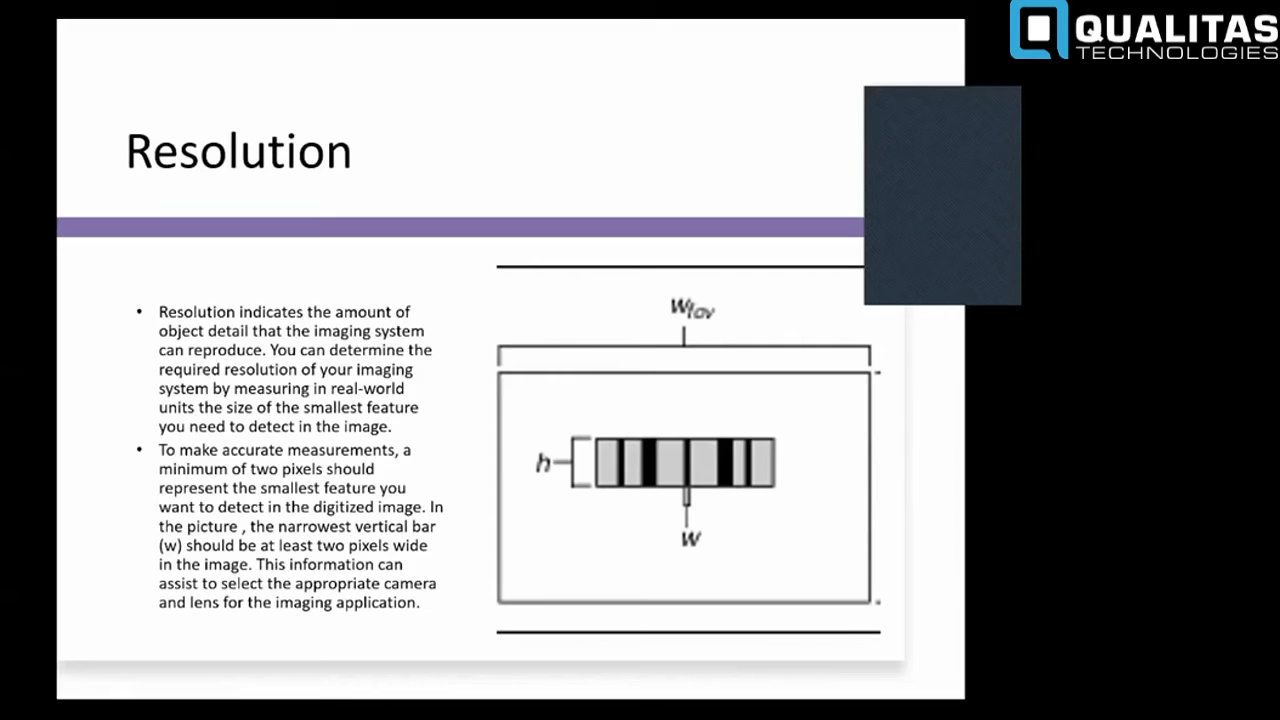 QUALITAS
TECHNOLOGIES
Resolution
• Resolution indicates the amount of
object detail that the imaging system
can reproduce. You can determine the
required resolution of your imaging
system by measuring in real-world
units the size of the smallest feature
you need to detect in the image.
• To make accurate measurements, a
minimum of two pixels should
represent the smallest feature you
want to detect in the digitized image. In
the picture , the narrowest vertical bar
(w) should be at least two pixels wide
in the image. This information can
assist to select the appropriate camera
and lens for the imaging application.
Wfov
h
w